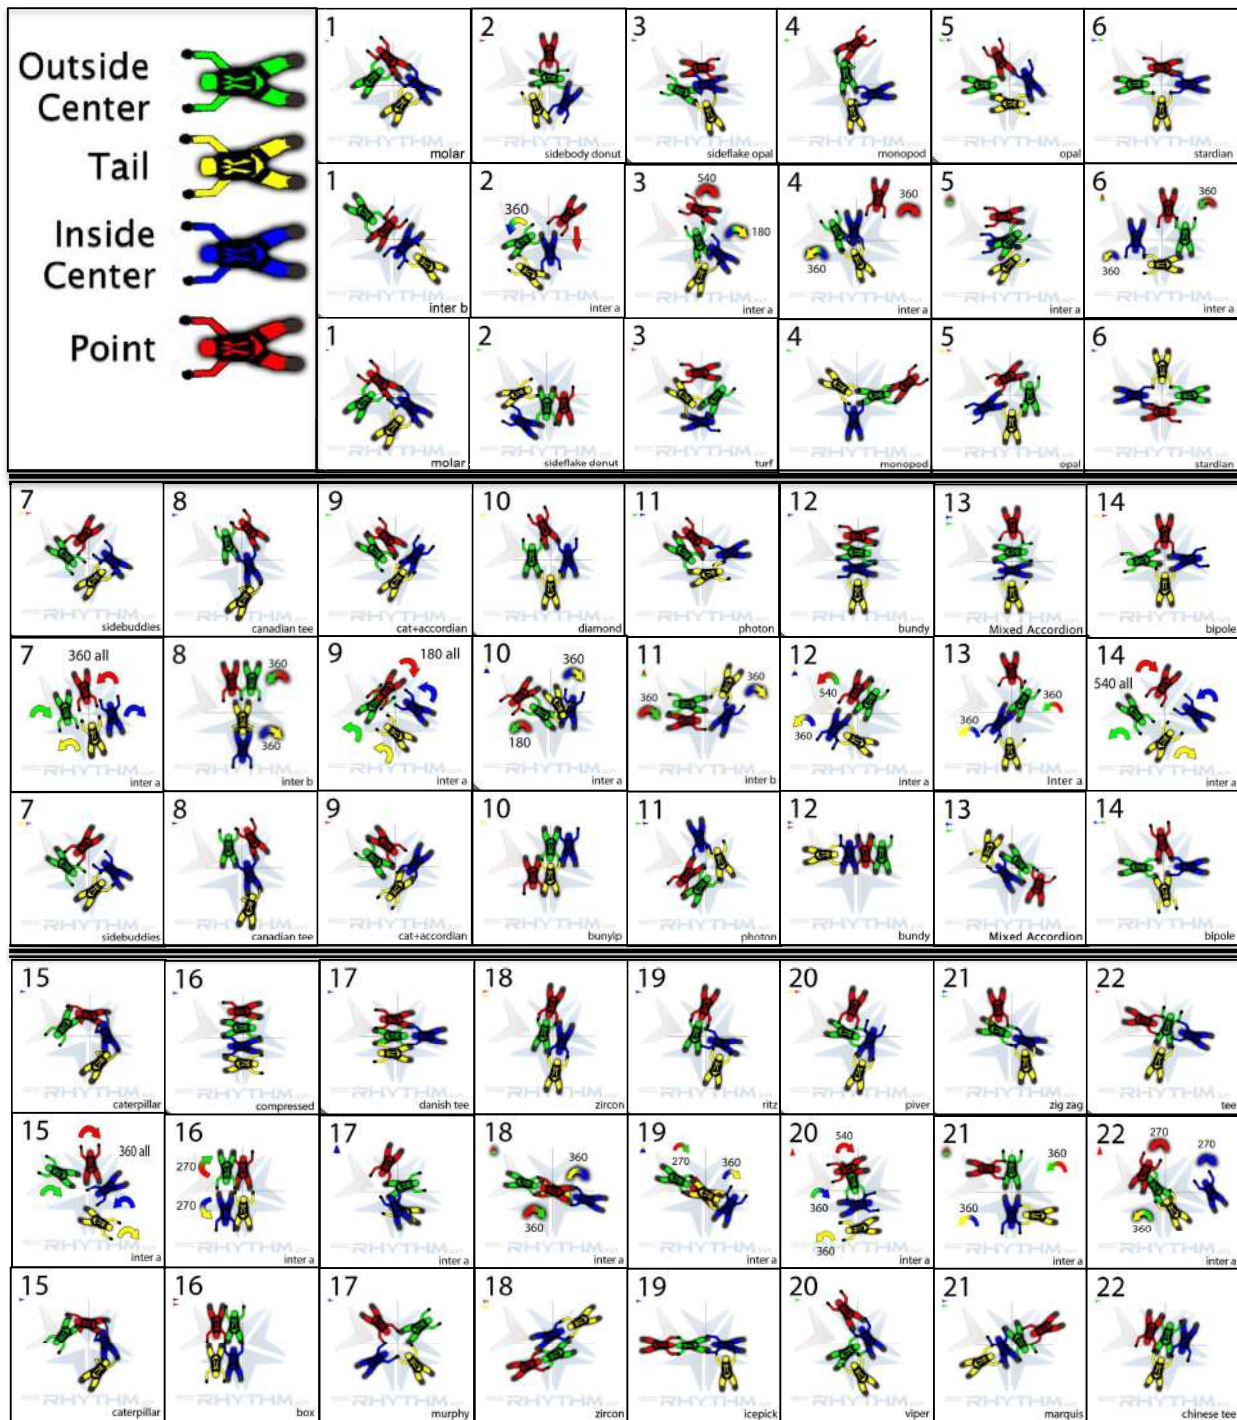 Outside
Center
Tail
Inside
Center
Point
1 2 3 4 5 6
molar sidebody donut sideflake opal monopod opal stardian
1 2 3 4 5 6
360 540 180 360 360 360 360
inter b inter a inter a inter a inter a inter a
1 2 3 4 5 6
molar sideflake donut turf monopod opal stardian
7 8 9 10 11 12 13 14
sidebuddies canadian tee cat+accordian diamond photon bundy Mixed Accordion bipole
7 8 9 10 11 12 13 14
360 all 360 360 180 all 360 180 360 360 540 360 360 360 540 all
inter a inter b inter a inter a inter b inter a Inter a inter a
7 8 9 10 11 12 13 14
sidebuddies canadian tee cat+accordian bunyip photon bundy Mixed Accordion bipole
15 16 17 18 19 20 21 22
caterpillar compressed danish tee zircon ritz piver zig zag tee
15 16 17 18 19 20 21 22
360 all 270 270 360 360 270 360 540 360 360 360 360 270 270 360
inter a inter a inter a inter a inter a inter a inter a inter a
15 16 17 18 19 20 21 22
caterpillar box murphy zircon icepick viper marquis chinese tee
RHYTHM